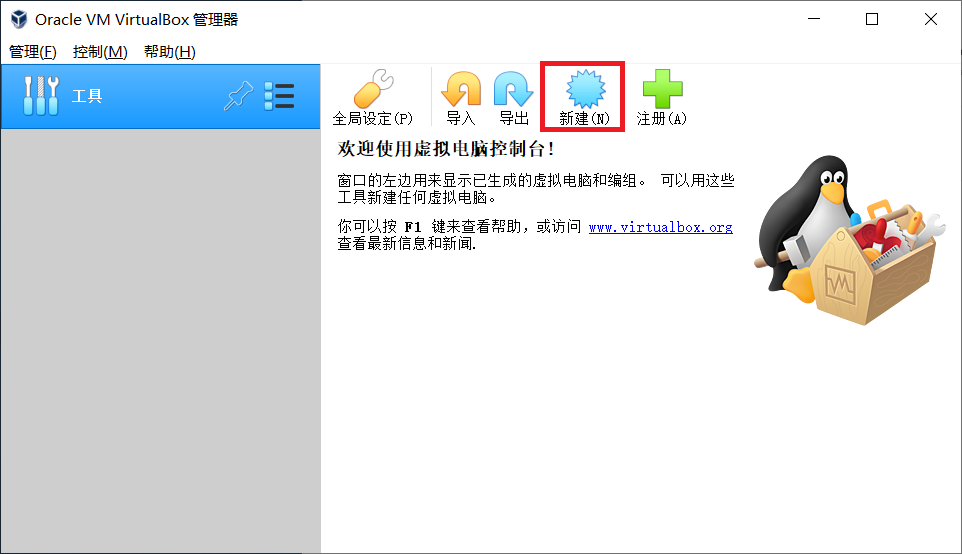 Oracle VM VirtualBox 管理器
管理(F) 控制(M) 帮助(H)
工具
全局设定(P) 导入 导出 新建(N) 注册(A)
欢迎使用虚拟电脑控制台!
窗口的左边用来显示已生成的虚拟电脑和编组。 可以用这些
工具新建任何虚拟电脑。
你可以按 F1 键来查看帮助，或访问 www.virtualbox.org
查看最新信息和新闻.